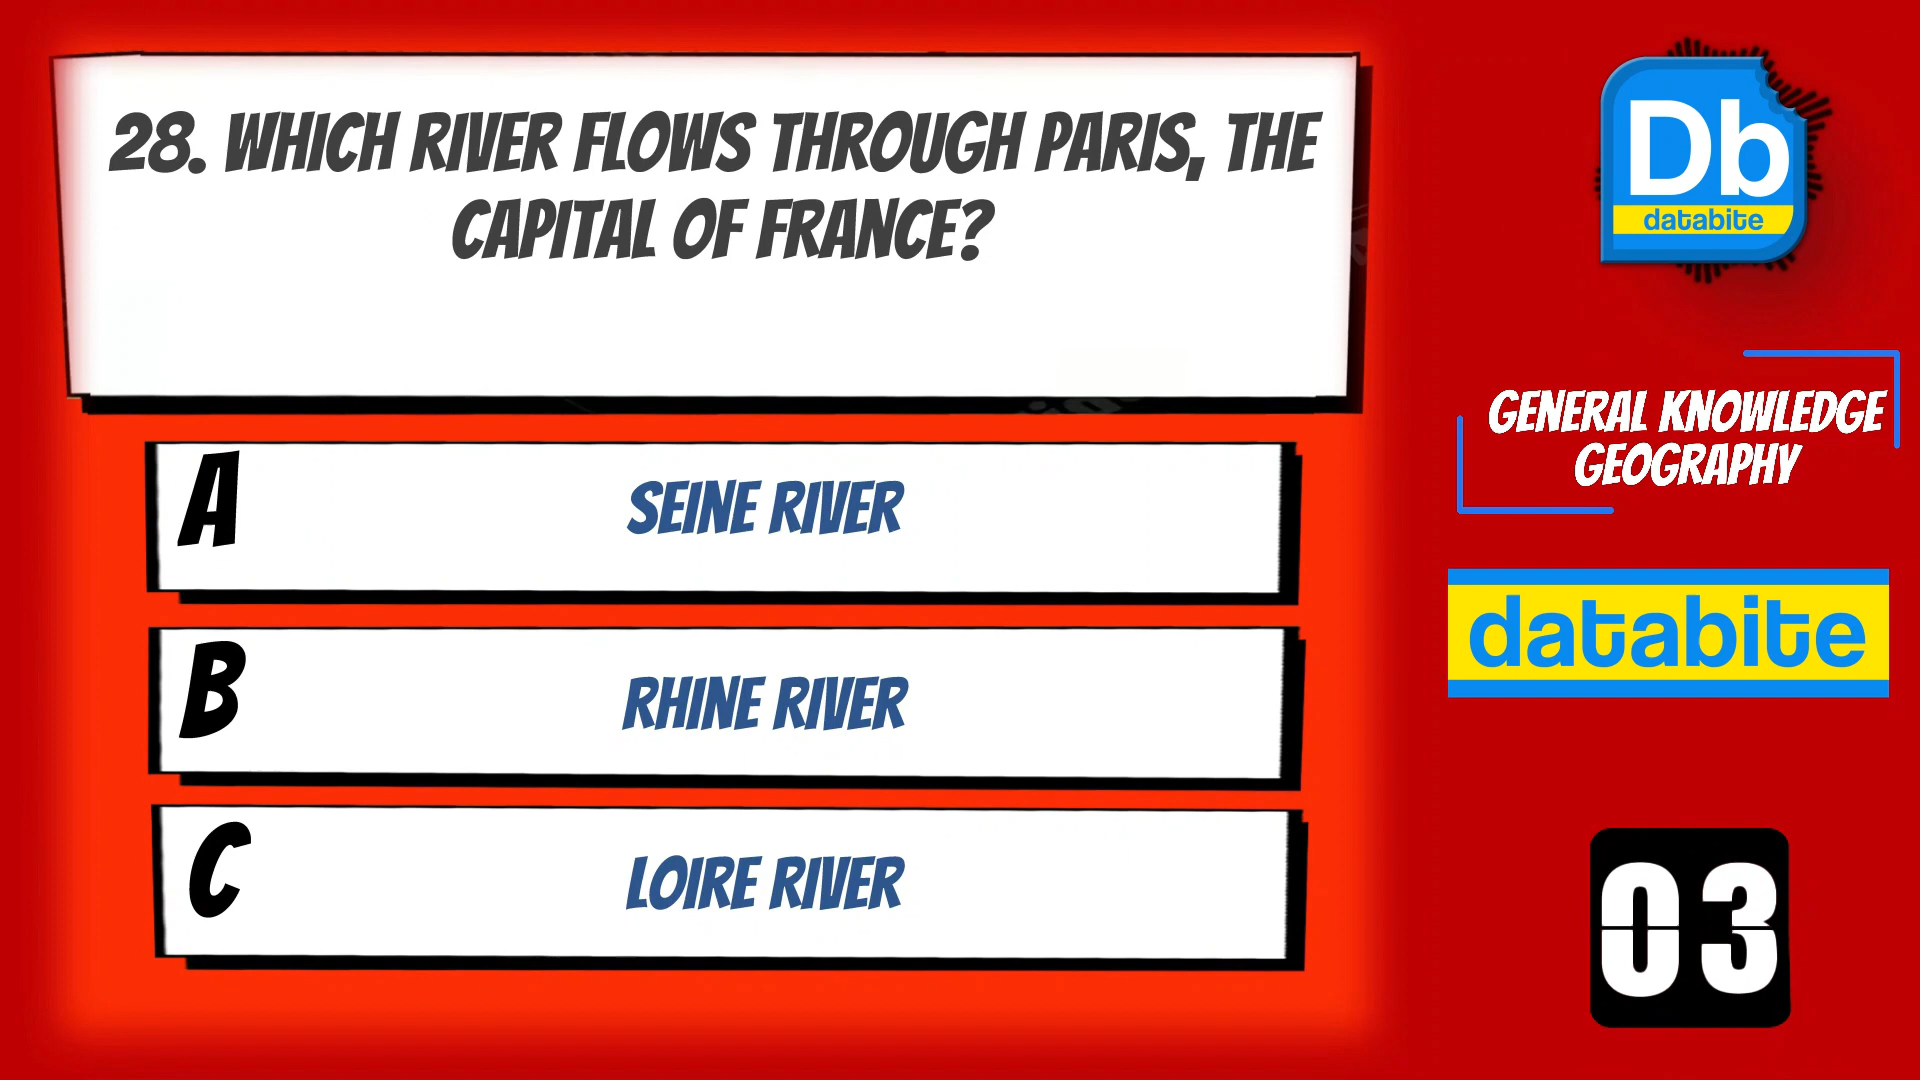 28. WHICH RIVER FLOWS THROUGH PARIS, THE
CAPITAL OF FRANCE?
A
SEINE RIVER
B
RHINE RIVER
C
LOIRE RIVER
Db
databite
GENERAL KNOWLEDGE
GEOGRAPHY
databite
03